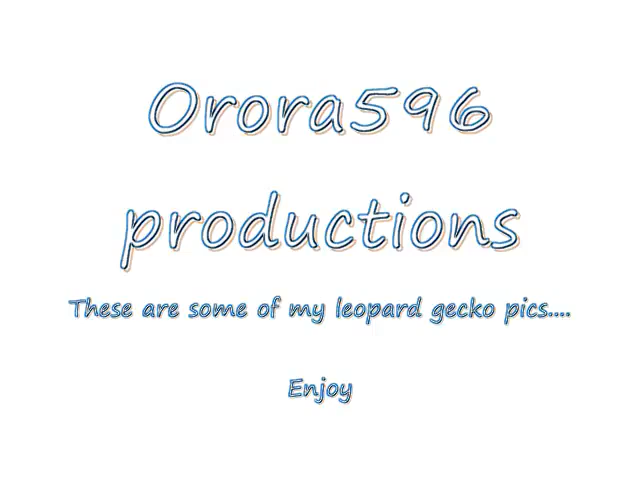 Orora596
productions
These are some of my leopard gecko pics....
Enjoy